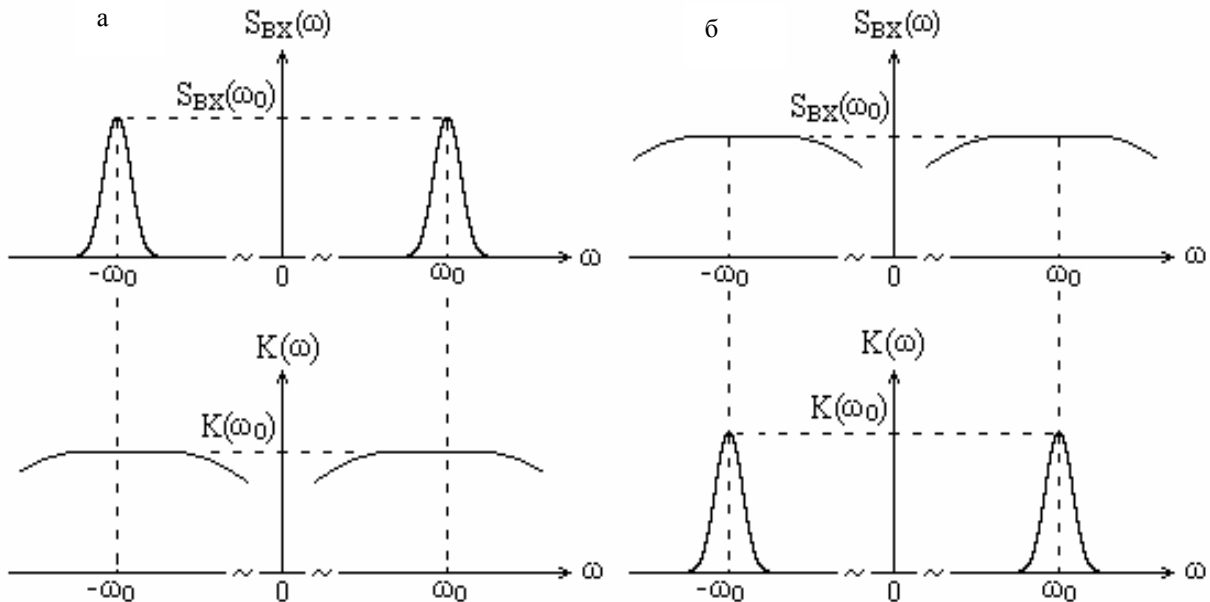 а
S_BX(ω)
S_BX(ω₀)
-ω₀ ~ 0 ~ ω₀ ω
K(ω)
K(ω₀)
-ω₀ ~ 0 ~ ω₀ ω
б
S_BX(ω)
S_BX(ω₀)
-ω₀ ~ 0 ~ ω₀ ω
K(ω)
K(ω₀)
-ω₀ ~ 0 ~ ω₀ ω